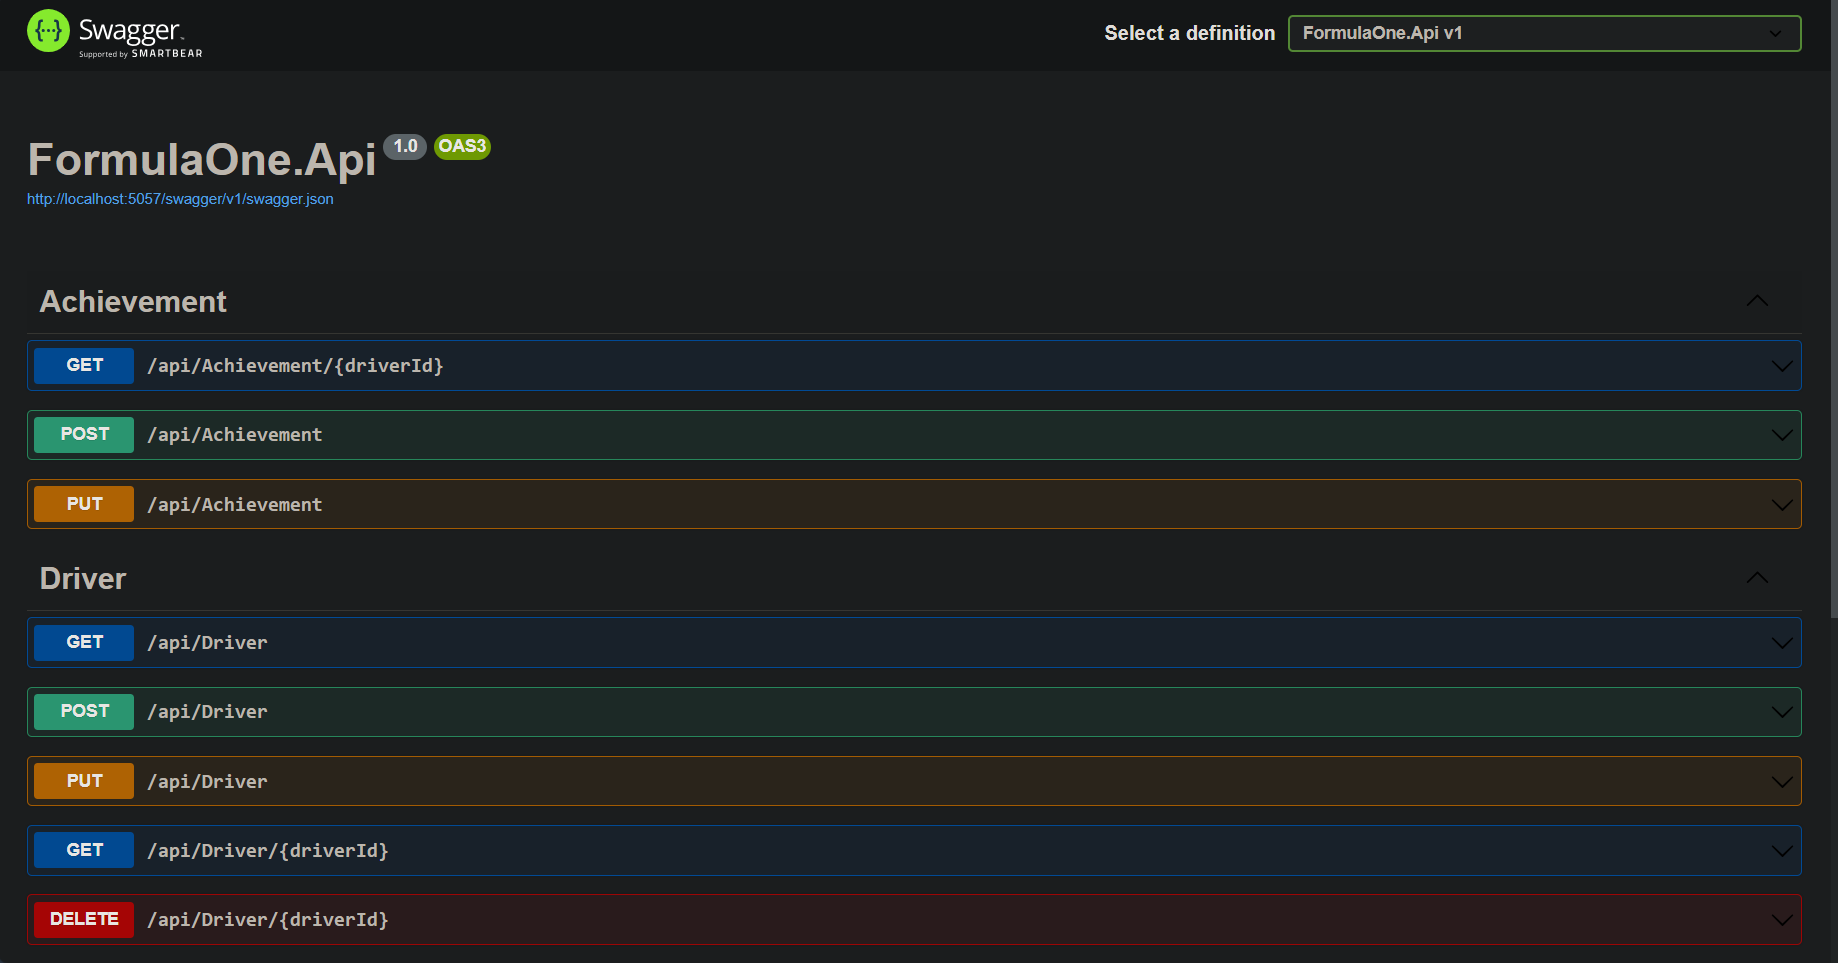 Swagger
Supported by SMARTBEAR
Select a definition
FormulaOne.Api v1
FormulaOne.Api 1.0 OAS3
http://localhost:5057/swagger/v1/swagger.json
Achievement
GET /api/Achievement/{driverId}
POST /api/Achievement
PUT /api/Achievement
Driver
GET /api/Driver
POST /api/Driver
PUT /api/Driver
GET /api/Driver/{driverId}
DELETE /api/Driver/{driverId}